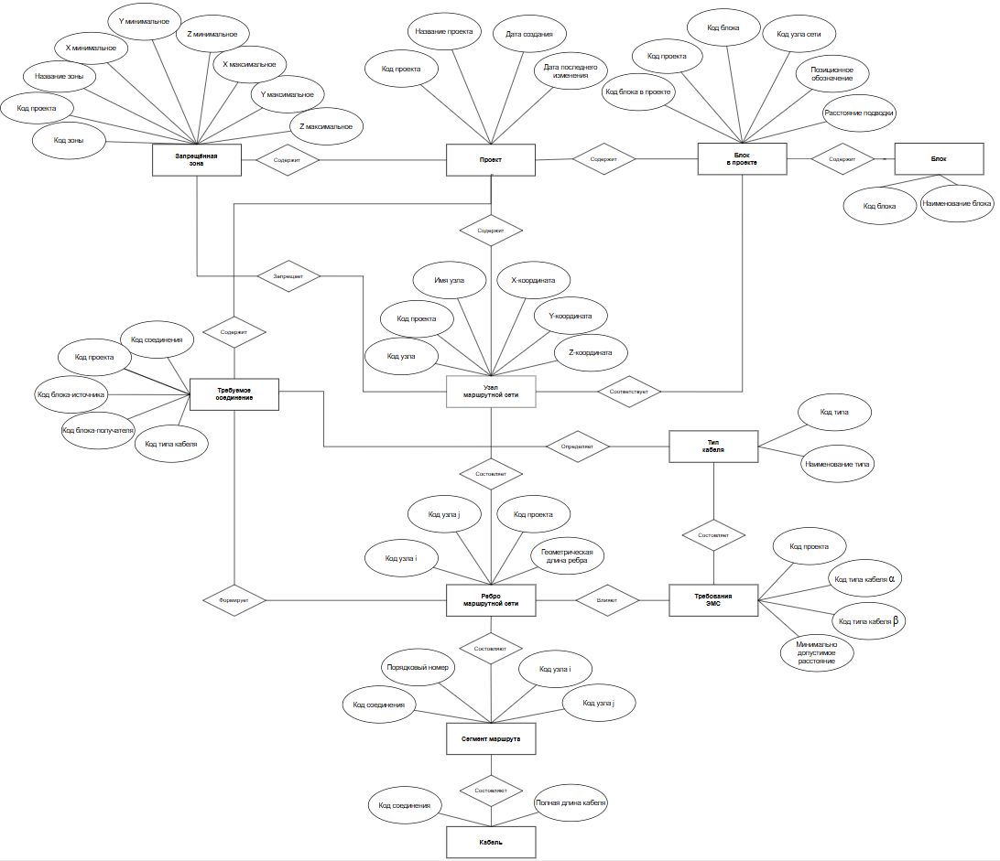 Y минимальное
Z минимальное
X минимальное
X максимальное
Название зоны
Y максимальное
Код проекта
Z максимальное
Код зоны
Название проекта
Дата создания
Код проекта
Дата последнего
изменения
Код блока
Код узла сети
Код проекта
Позиционное
обозначение
Код блока в проекте
Расстояние подводки
Запрещённая
зона
Содержит
Проект
Содержит
Блок
в проекте
Содержит
Блок
Код блока
Наименование блока
Содержит
Запрещает
Имя узла
X-координата
Код проекта
Y-координата
Код узла
Z-координата
Содержит
Код соединения
Код проекта
Код блока-источника
Код блока-получателя
Код типа кабеля
Требуемое
соединение
Узел
маршрутной сети
Соответствует
Код типа
Определяет
Тип
кабеля
Наименование типа
Состовляет
Код узла j
Код проекта
Код узла i
Геометрическая
длина ребра
Состовляет
Код проекта
Код типа кабеля α
Код типа кабеля β
Минимально
допустимое
расстояние
Формирует
Ребро
маршрутной сети
Влияют
Требования
ЭМС
Состовляют
Порядковый номер
Код узла i
Код соединения
Код узла j
Сегмент маршрута
Состовляют
Код соединения
Полная длина кабеля
Кабель